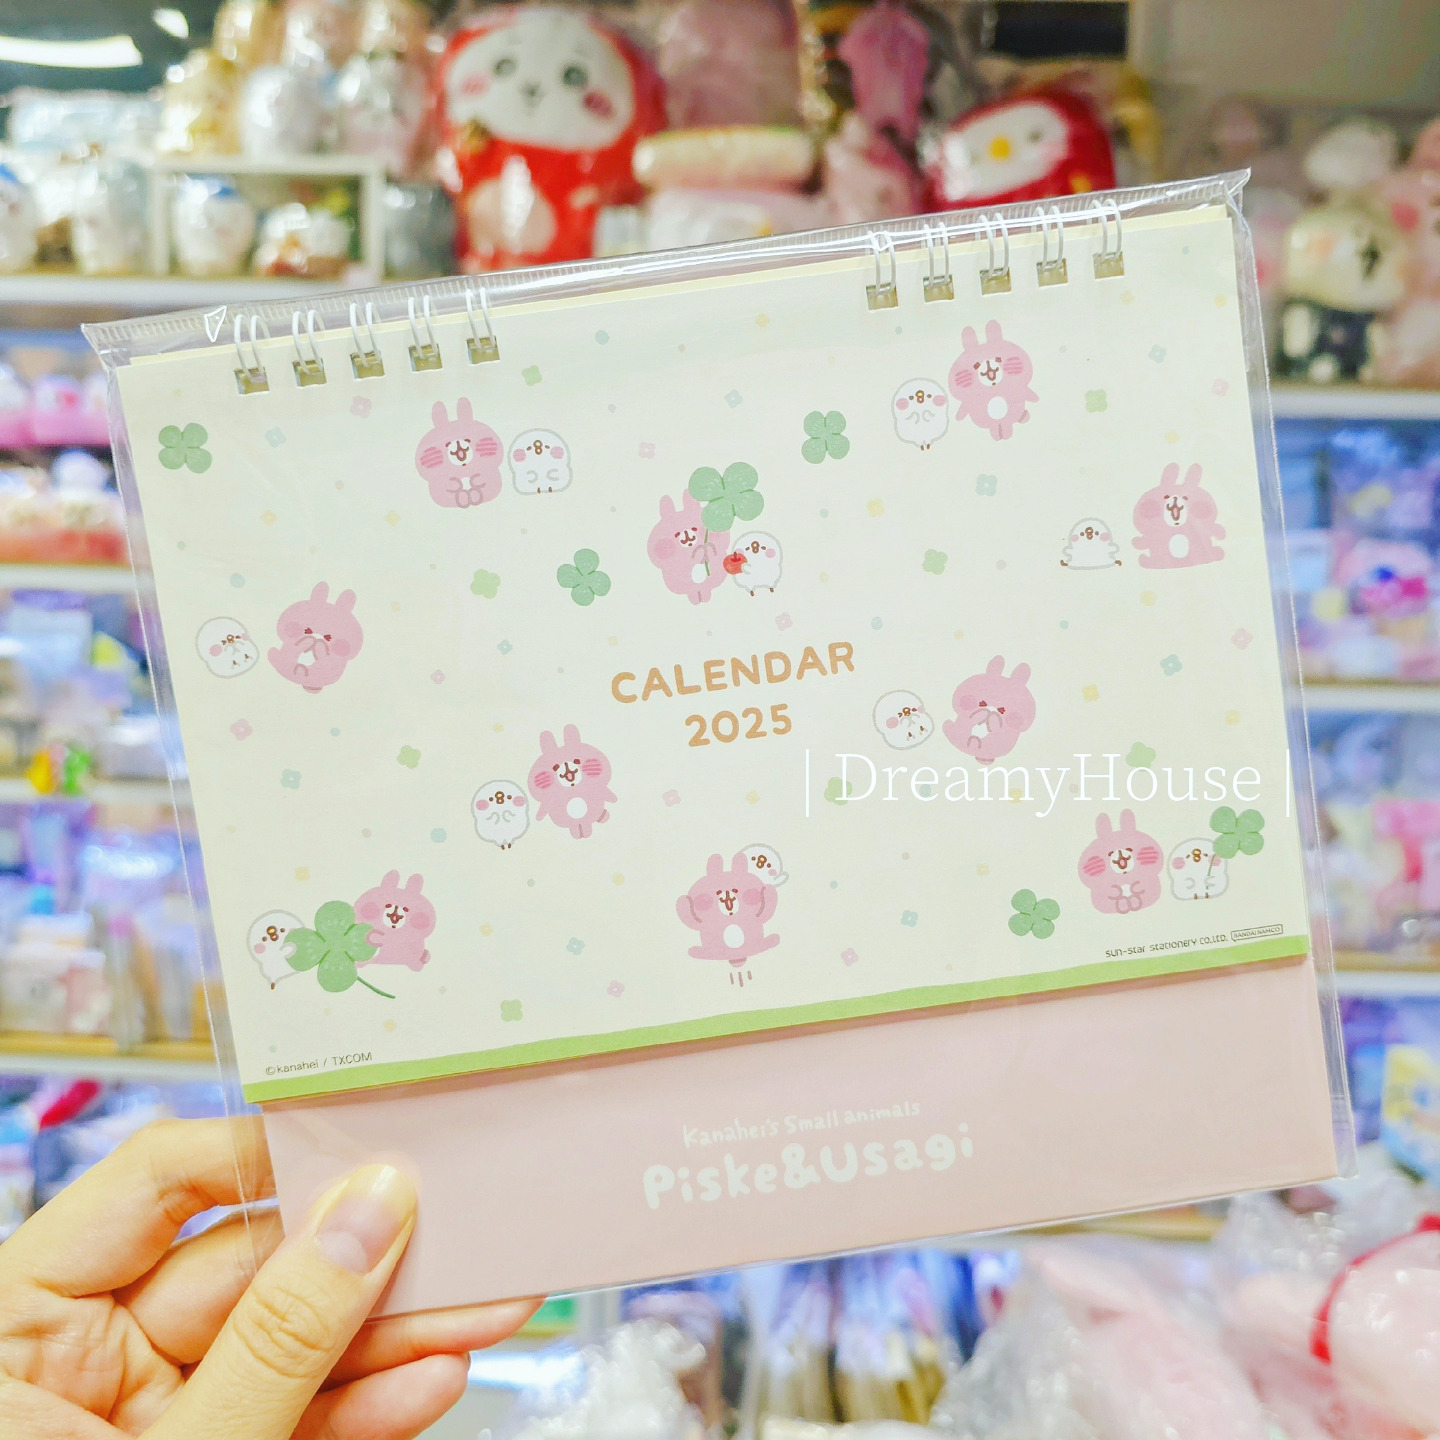 CALENDAR
2025
| DreamyHouse |
sun-star stationery co.,LTD. BANDAI NAMCO
©kanahei / TXCOM
Kanahei's Small animals
Piske&Usagi